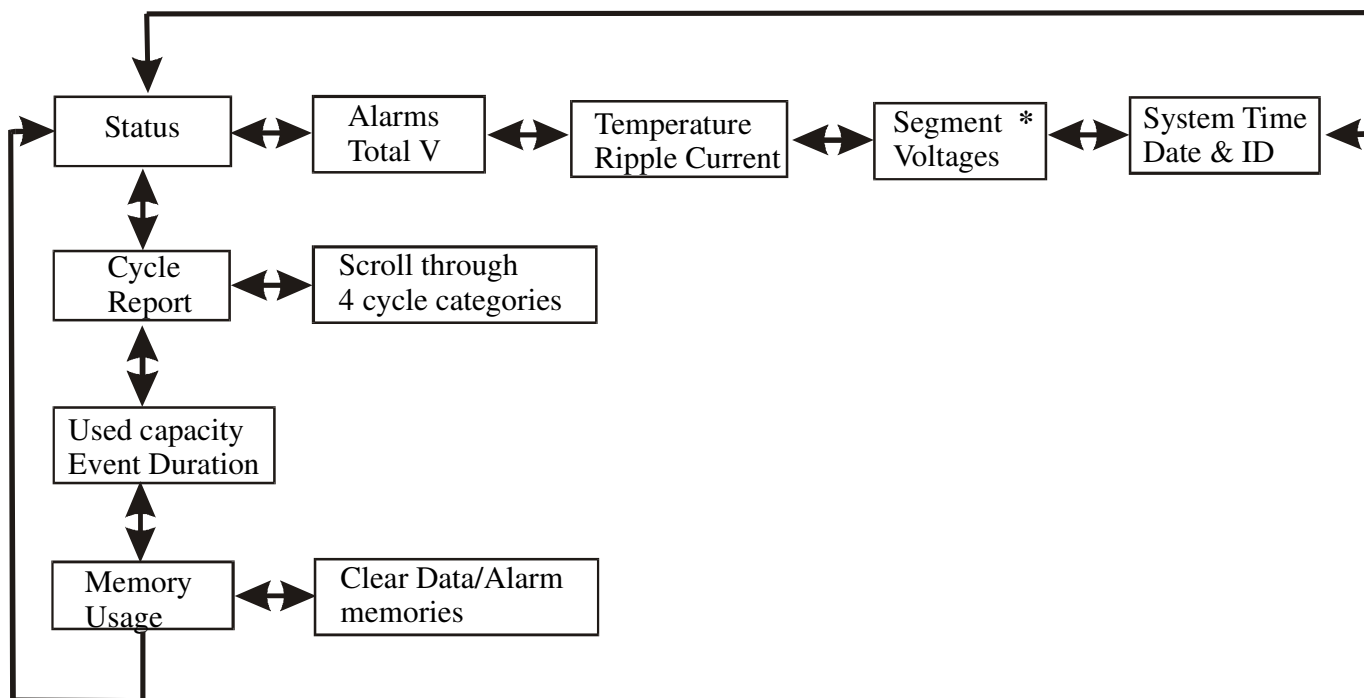 Status
Alarms
Total V
Temperature
Ripple Current
Segment *
Voltages
System Time
Date & ID
Cycle
Report
Scroll through
4 cycle categories
Used capacity
Event Duration
Memory
Usage
Clear Data/Alarm
memories